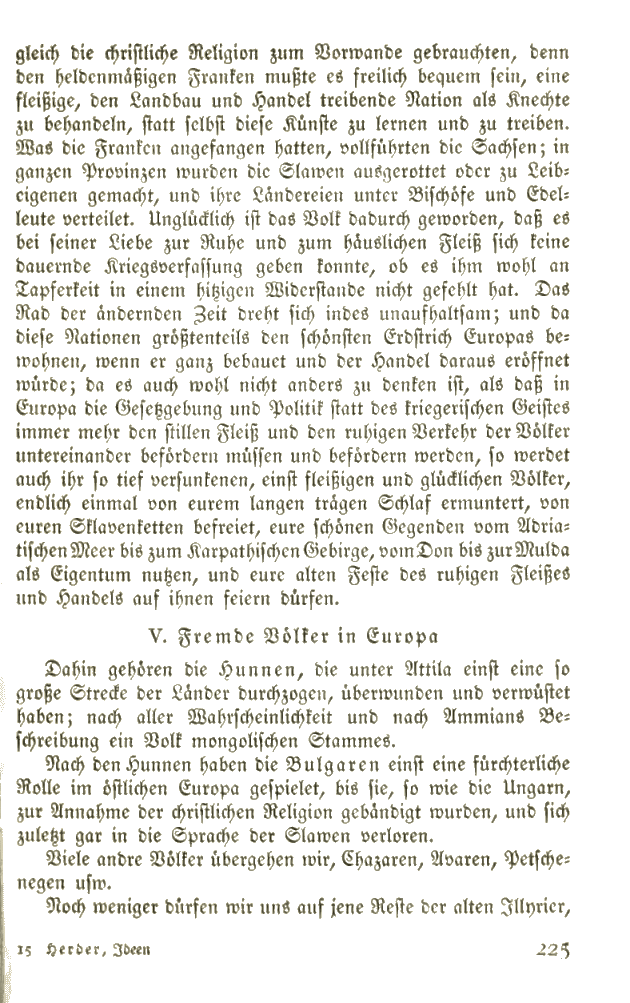 gleich die christliche Religion zum Vorwande gebrauchten, denn
den heldenmäßigen Franken mußte es freilich bequem sein, eine
fleißige, den Landbau und Handel treibende Nation als Knechte
zu behandeln, statt selbst diese Künste zu lernen und zu treiben.
Was die Franken angefangen hatten, vollführten die Sachsen; in
ganzen Provinzen wurden die Slawen ausgerottet oder zu Leib-
eigenen gemacht, und ihre Ländereien unter Bischöfe und Edel-
leute verteilet. Unglücklich ist das Volk dadurch geworden, daß es
bei seiner Liebe zur Ruhe und zum häuslichen Fleiß sich keine
dauernde Kriegsverfassung geben konnte, ob es ihm wohl an
Tapferkeit in einem hitzigen Widerstande nicht gefehlt hat. Das
Rad der ändernden Zeit dreht sich indes unaufhaltsam; und da
diese Nationen größtenteils den schönsten Erdstrich Europas be-
wohnen, wenn er ganz bebauet und der Handel daraus eröffnet
würde; da es auch wohl nicht anders zu denken ist, als daß in
Europa die Gesetzgebung und Politik statt des kriegerischen Geistes
immer mehr den stillen Fleiß und den ruhigen Verkehr der Völker
untereinander befördern müssen und befördern werden, so werdet
auch ihr so tief versunkenen, einst fleißigen und glücklichen Völker,
endlich einmal von eurem langen trägen Schlaf ermuntert, von
euren Sklavenketten befreiet, eure schönen Gegenden vom Adria-
tischen Meer bis zum Karpathischen Gebirge, vom Don bis zur Mulda
als Eigentum nutzen, und eure alten Feste des ruhigen Fleißes
und Handels auf ihnen feiern dürfen.
V. Fremde Völker in Europa
Dahin gehören die Hunnen, die unter Attila einst eine so
große Strecke der Länder durchzogen, überwunden und verwüstet
haben; nach aller Wahrscheinlichkeit und nach Ammians Be-
schreibung ein Volk mongolischen Stammes.
Nach den Hunnen haben die Bulgaren einst eine fürchterliche
Rolle im östlichen Europa gespielet, bis sie, so wie die Ungarn,
zur Annahme der christlichen Religion gebändigt wurden, und sich
zuletzt gar in die Sprache der Slawen verloren.
Viele andre Völker übergehen wir, Chazaren, Avaren, Petsche-
negen usw.
Noch weniger dürfen wir uns auf jene Reste der alten Illyrier,
15 Herder, Ideen 225